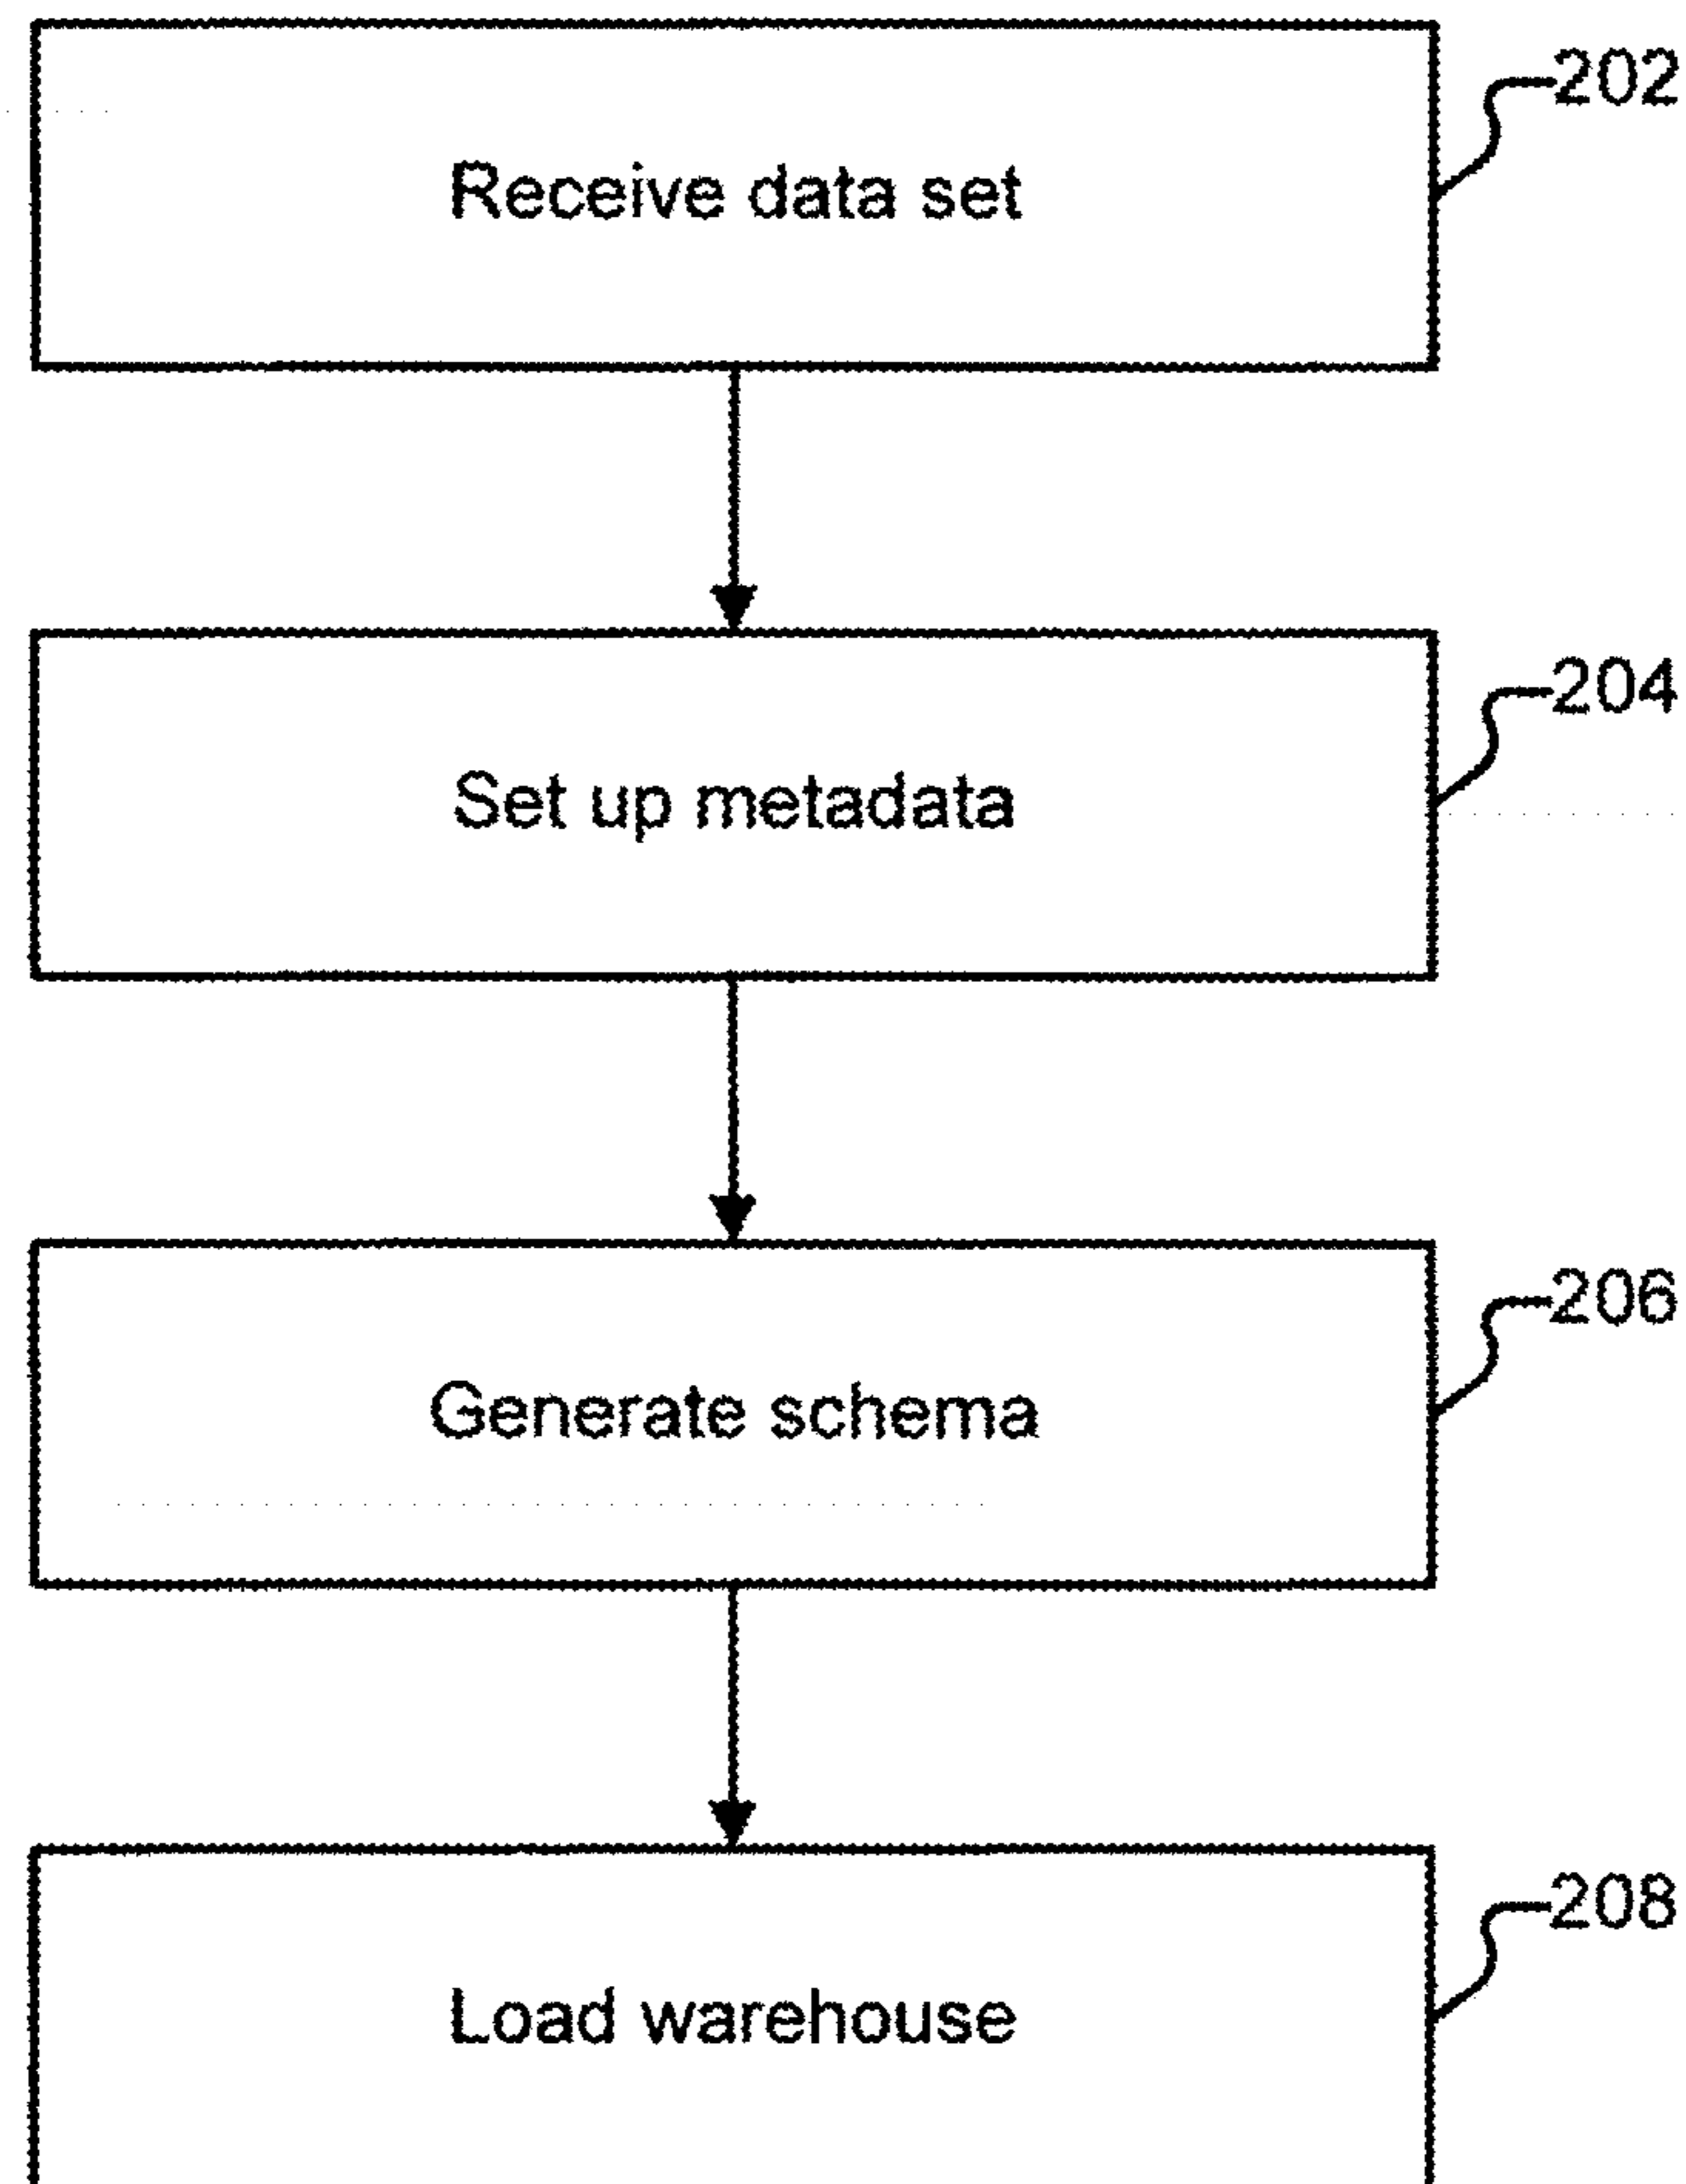 202
Receive data set
204
Set up metadata
206
Generate schema
208
Load warehouse